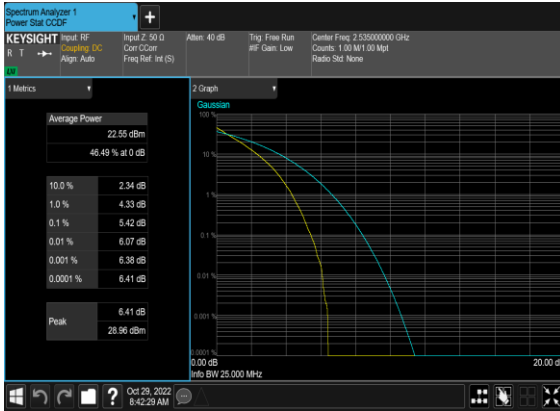 Spectrum Analyzer 1
Power Stat CCDF
KEYSIGHT
R T
Input: RF
Coupling: DC
Align: Auto
Input Z: 50 Ω
Corr CCorr
Freq Ref: Int (S)
Atten: 40 dB
Trig: Free Run
#IF Gain: Low
Center Freq: 2.535000000 GHz
Counts: 1.00 M/1.00 Mpt
Radio Std: None
1 Metrics
Average Power
22.55 dBm
46.49 % at 0 dB
10.0 % 2.34 dB
1.0 % 4.33 dB
0.1 % 5.42 dB
0.01 % 6.07 dB
0.001 % 6.38 dB
0.0001 % 6.41 dB
Peak 6.41 dB
28.96 dBm
2 Graph
Gaussian
100 %
10 %
1 %
0.1 %
0.01 %
0.001 %
0.0001 %
0.00 dB
20.00 d
Info BW 25.000 MHz
?
Oct 29, 2022
8:42:29 AM